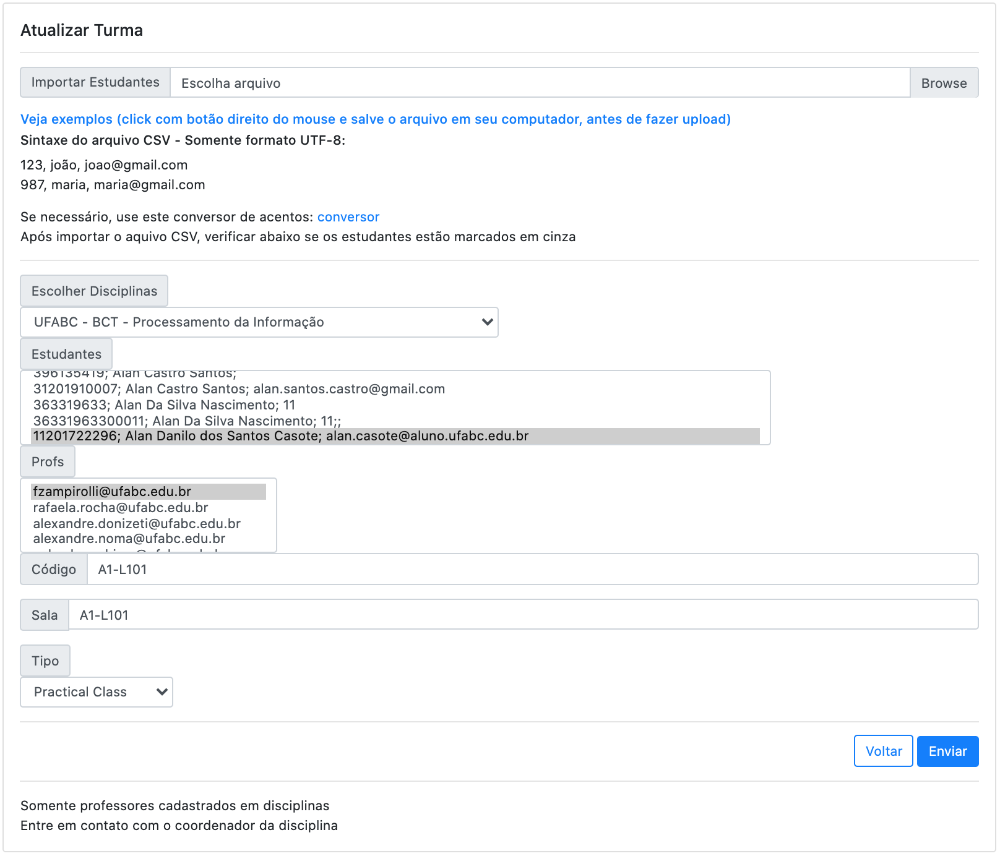 Atualizar Turma
Importar Estudantes Escolha arquivo Browse
Veja exemplos (click com botão direito do mouse e salve o arquivo em seu computador, antes de fazer upload)
Sintaxe do arquivo CSV - Somente formato UTF-8:
123, joão, joao@gmail.com
987, maria, maria@gmail.com
Se necessário, use este conversor de acentos: conversor
Após importar o aquivo CSV, verificar abaixo se os estudantes estão marcados em cinza
Escolher Disciplinas
UFABC - BCT - Processamento da Informação
Estudantes
396135419; Alan Castro Santos;
31201910007; Alan Castro Santos; alan.santos.castro@gmail.com
363319633; Alan Da Silva Nascimento; 11
36331963300011; Alan Da Silva Nascimento; 11;;
11201722296; Alan Danilo dos Santos Casote; alan.casote@aluno.ufabc.edu.br
Profs
fzampirolli@ufabc.edu.br
rafaela.rocha@ufabc.edu.br
alexandre.donizeti@ufabc.edu.br
alexandre.noma@ufabc.edu.br
Código A1-L101
Sala A1-L101
Tipo
Practical Class
Voltar Enviar
Somente professores cadastrados em disciplinas
Entre em contato com o coordenador da disciplina